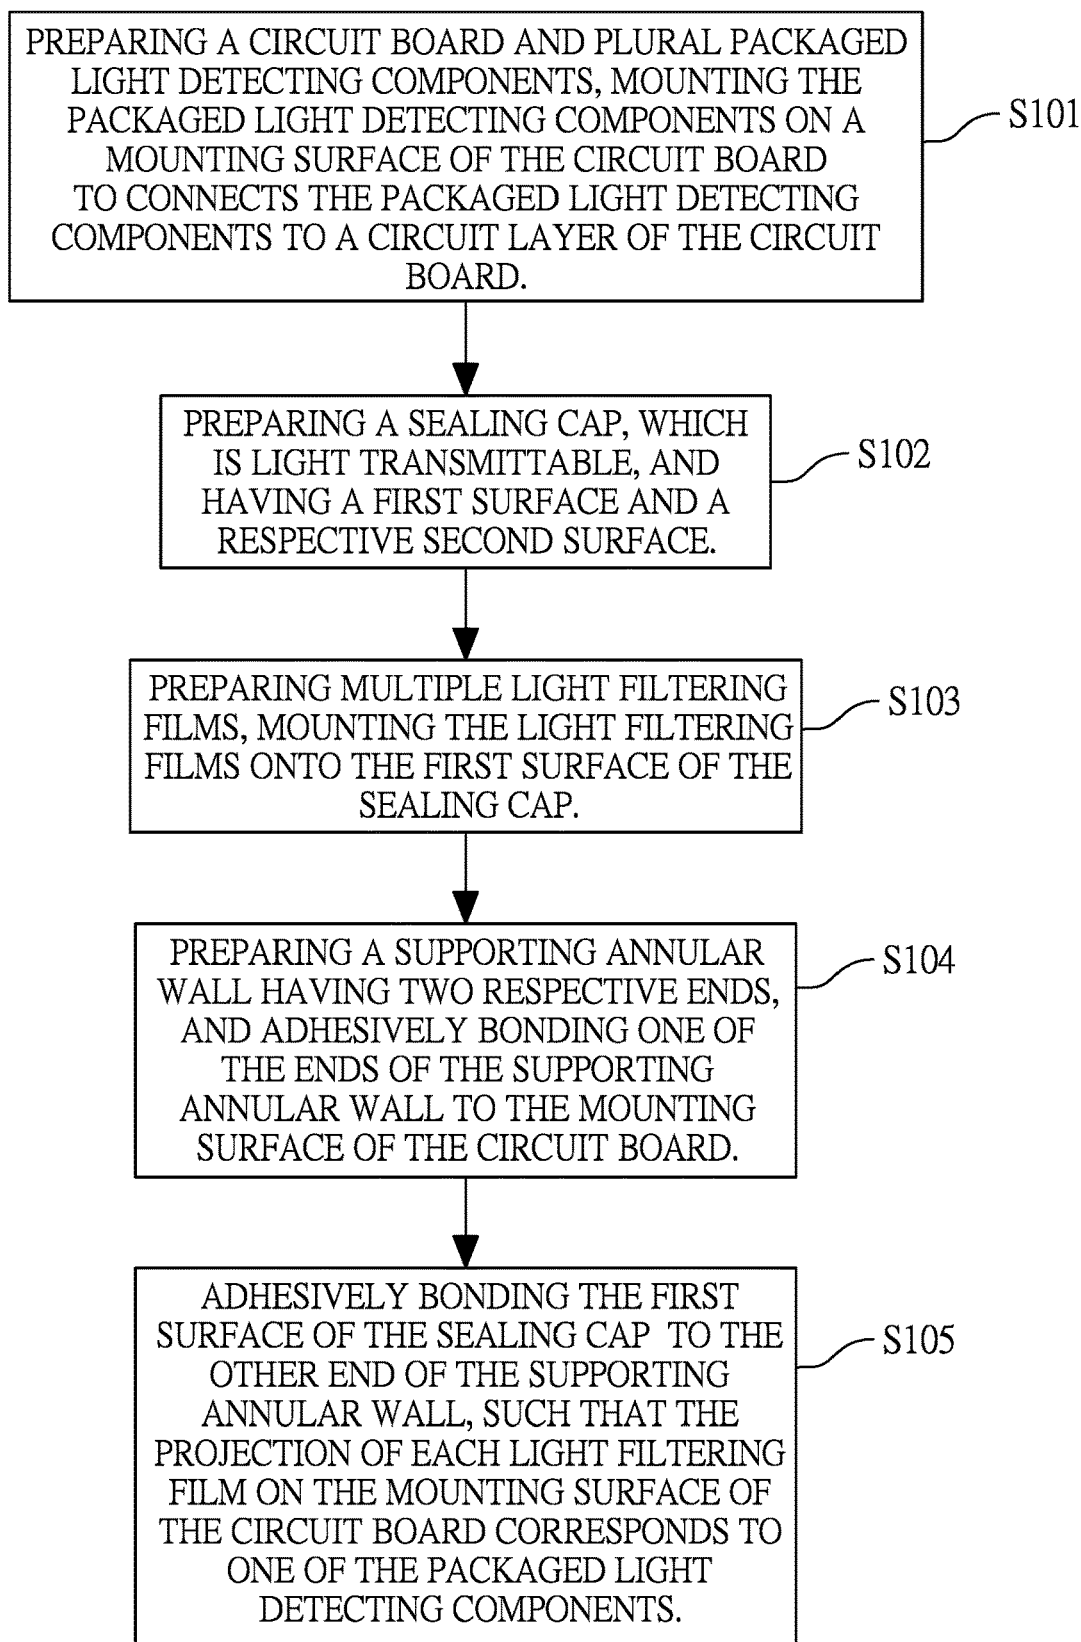 PREPARING A CIRCUIT BOARD AND PLURAL PACKAGED
LIGHT DETECTING COMPONENTS, MOUNTING THE
PACKAGED LIGHT DETECTING COMPONENTS ON A
MOUNTING SURFACE OF THE CIRCUIT BOARD
TO CONNECTS THE PACKAGED LIGHT DETECTING
COMPONENTS TO A CIRCUIT LAYER OF THE CIRCUIT
BOARD.
S101
PREPARING A SEALING CAP, WHICH
IS LIGHT TRANSMITTABLE, AND
HAVING A FIRST SURFACE AND A
RESPECTIVE SECOND SURFACE.
S102
PREPARING MULTIPLE LIGHT FILTERING
FILMS, MOUNTING THE LIGHT FILTERING
FILMS ONTO THE FIRST SURFACE OF THE
SEALING CAP.
S103
PREPARING A SUPPORTING ANNULAR
WALL HAVING TWO RESPECTIVE ENDS,
AND ADHESIVELY BONDING ONE OF
THE ENDS OF THE SUPPORTING
ANNULAR WALL TO THE MOUNTING
SURFACE OF THE CIRCUIT BOARD.
S104
ADHESIVELY BONDING THE FIRST
SURFACE OF THE SEALING CAP TO THE
OTHER END OF THE SUPPORTING
ANNULAR WALL, SUCH THAT THE
PROJECTION OF EACH LIGHT FILTERING
FILM ON THE MOUNTING SURFACE OF
THE CIRCUIT BOARD CORRESPONDS TO
ONE OF THE PACKAGED LIGHT
DETECTING COMPONENTS.
S105